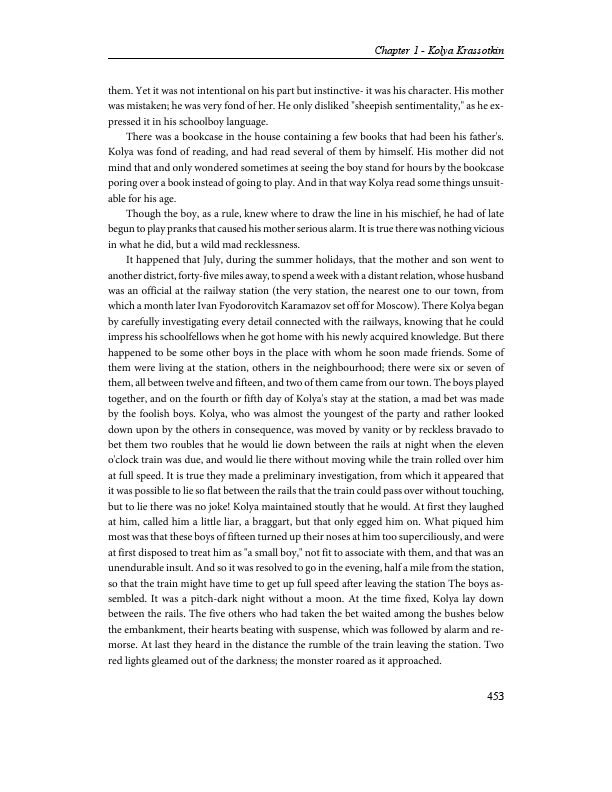 Chapter 1 - Kolya Krassotkin
them. Yet it was not intentional on his part but instinctive- it was his character. His mother
was mistaken; he was very fond of her. He only disliked "sheepish sentimentality," as he ex-
pressed it in his schoolboy language.
There was a bookcase in the house containing a few books that had been his father's.
Kolya was fond of reading, and had read several of them by himself. His mother did not
mind that and only wondered sometimes at seeing the boy stand for hours by the bookcase
poring over a book instead of going to play. And in that way Kolya read some things unsuit-
able for his age.
Though the boy, as a rule, knew where to draw the line in his mischief, he had of late
begun to play pranks that caused his mother serious alarm. It is true there was nothing vicious
in what he did, but a wild mad recklessness.
It happened that July, during the summer holidays, that the mother and son went to
another district, forty-five miles away, to spend a week with a distant relation, whose husband
was an official at the railway station (the very station, the nearest one to our town, from
which a month later Ivan Fyodorovitch Karamazov set off for Moscow). There Kolya began
by carefully investigating every detail connected with the railways, knowing that he could
impress his schoolfellows when he got home with his newly acquired knowledge. But there
happened to be some other boys in the place with whom he soon made friends. Some of
them were living at the station, others in the neighbourhood; there were six or seven of
them, all between twelve and fifteen, and two of them came from our town. The boys played
together, and on the fourth or fifth day of Kolya's stay at the station, a mad bet was made
by the foolish boys. Kolya, who was almost the youngest of the party and rather looked
down upon by the others in consequence, was moved by vanity or by reckless bravado to
bet them two roubles that he would lie down between the rails at night when the eleven
o'clock train was due, and would lie there without moving while the train rolled over him
at full speed. It is true they made a preliminary investigation, from which it appeared that
it was possible to lie so flat between the rails that the train could pass over without touching,
but to lie there was no joke! Kolya maintained stoutly that he would. At first they laughed
at him, called him a little liar, a braggart, but that only egged him on. What piqued him
most was that these boys of fifteen turned up their noses at him too superciliously, and were
at first disposed to treat him as "a small boy," not fit to associate with them, and that was an
unendurable insult. And so it was resolved to go in the evening, half a mile from the station,
so that the train might have time to get up full speed after leaving the station The boys as-
sembled. It was a pitch-dark night without a moon. At the time fixed, Kolya lay down
between the rails. The five others who had taken the bet waited among the bushes below
the embankment, their hearts beating with suspense, which was followed by alarm and re-
morse. At last they heard in the distance the rumble of the train leaving the station. Two
red lights gleamed out of the darkness; the monster roared as it approached.
453